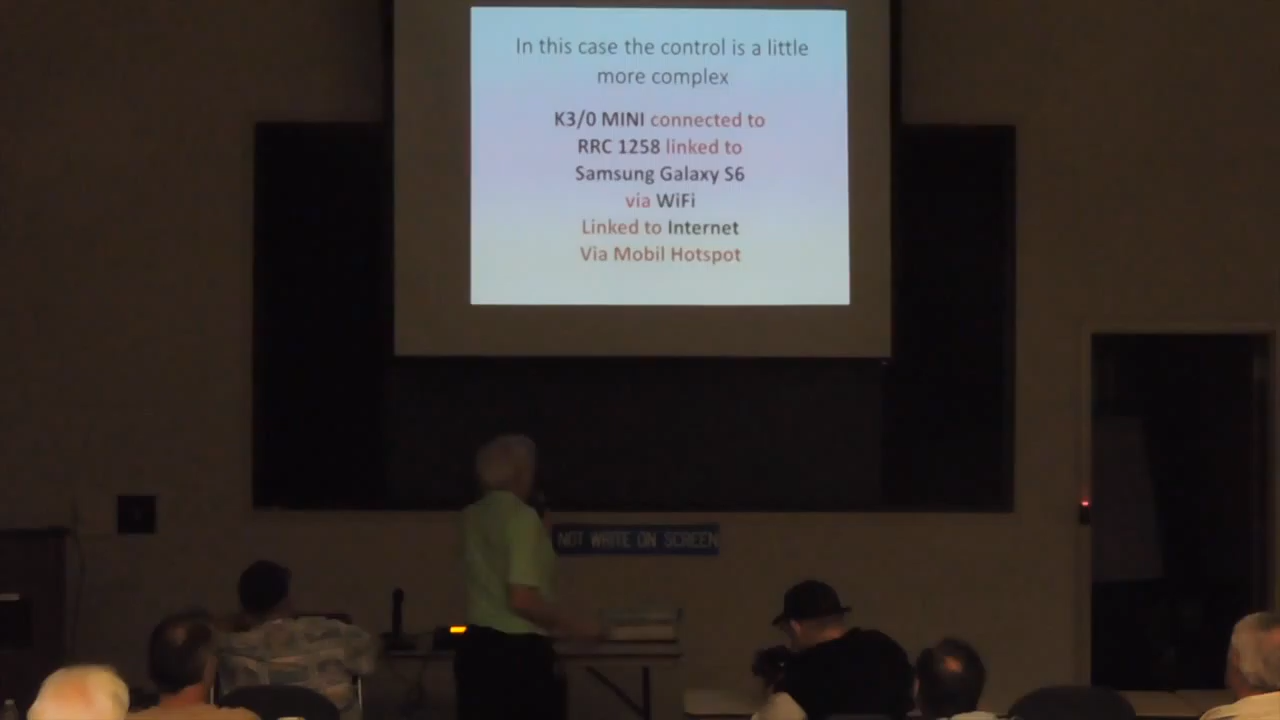 In this case the control is a little
more complex
K3/0 MINI connected to
RRC 1258 linked to
Samsung Galaxy S6
via WiFi
Linked to Internet
Via Mobil Hotspot
NOT WRITE ON SCREEN